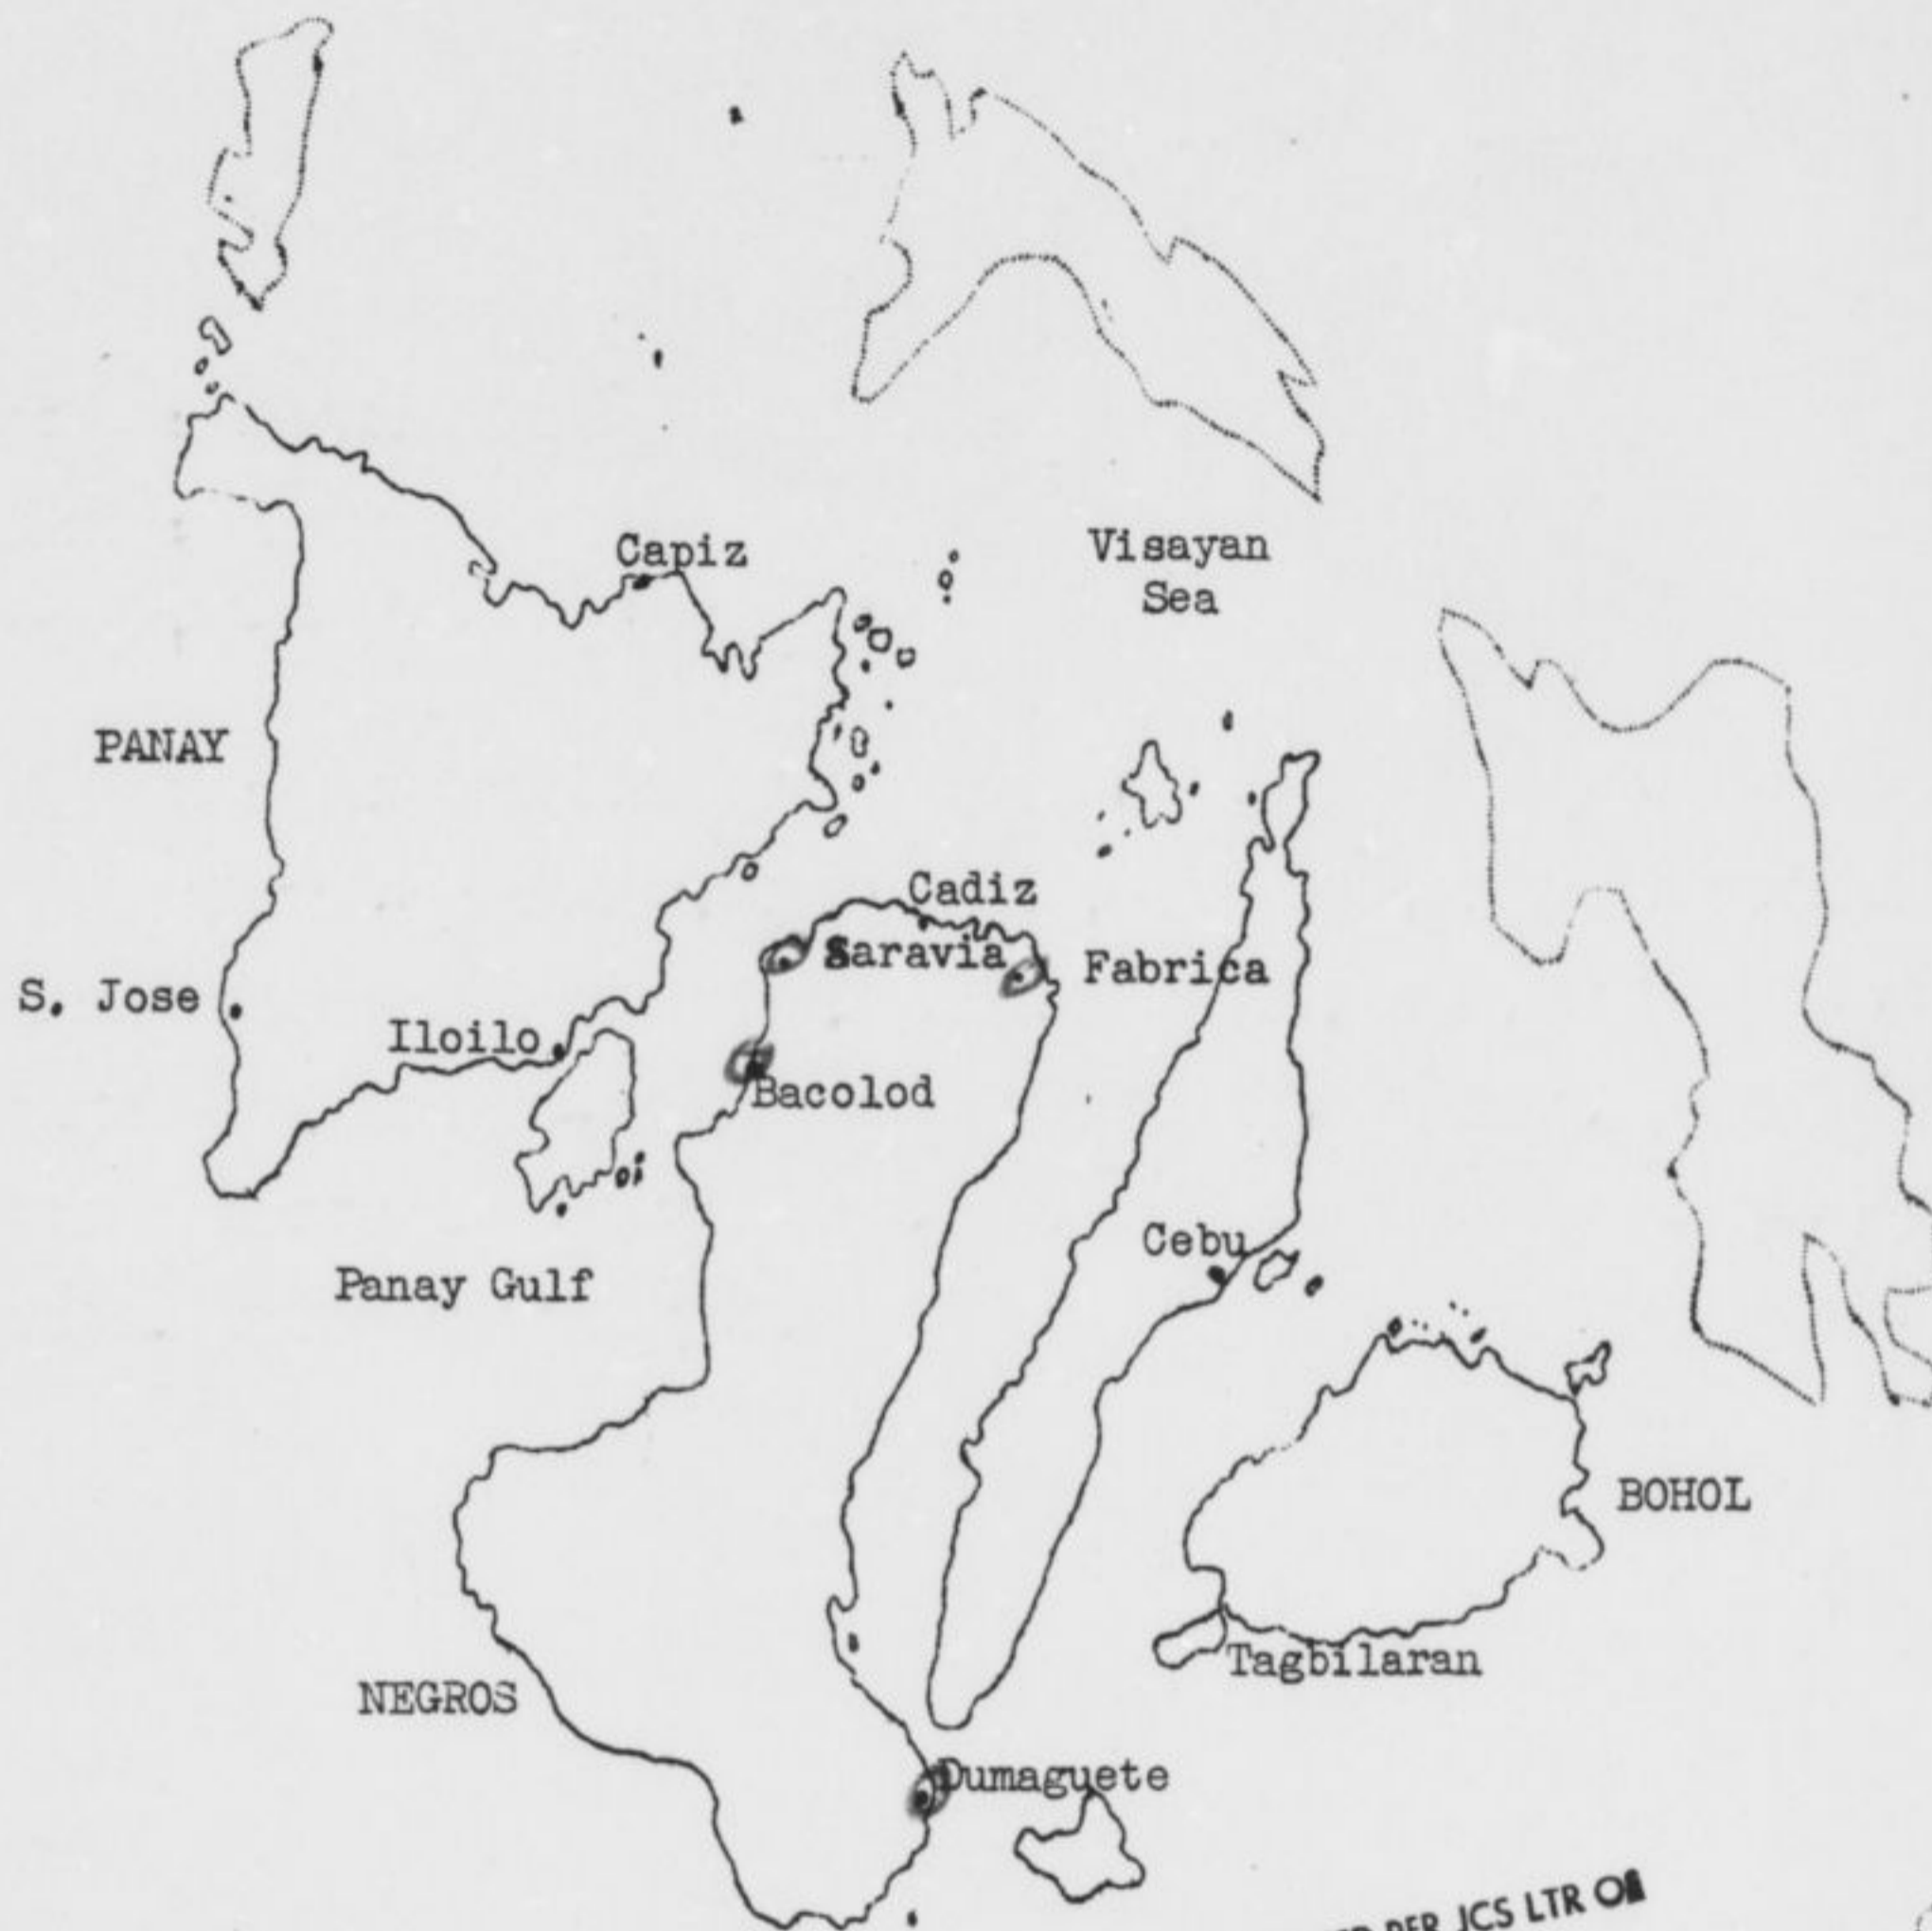 Capiz
Visayan
Sea
PANAY
Cadiz
Saravia
Fabrica
S. Jose
Iloilo
Bacolod
Cebu
Panay Gulf
BOHOL
Tagbilaran
NEGROS
Dumaguete
PER JCS LTR